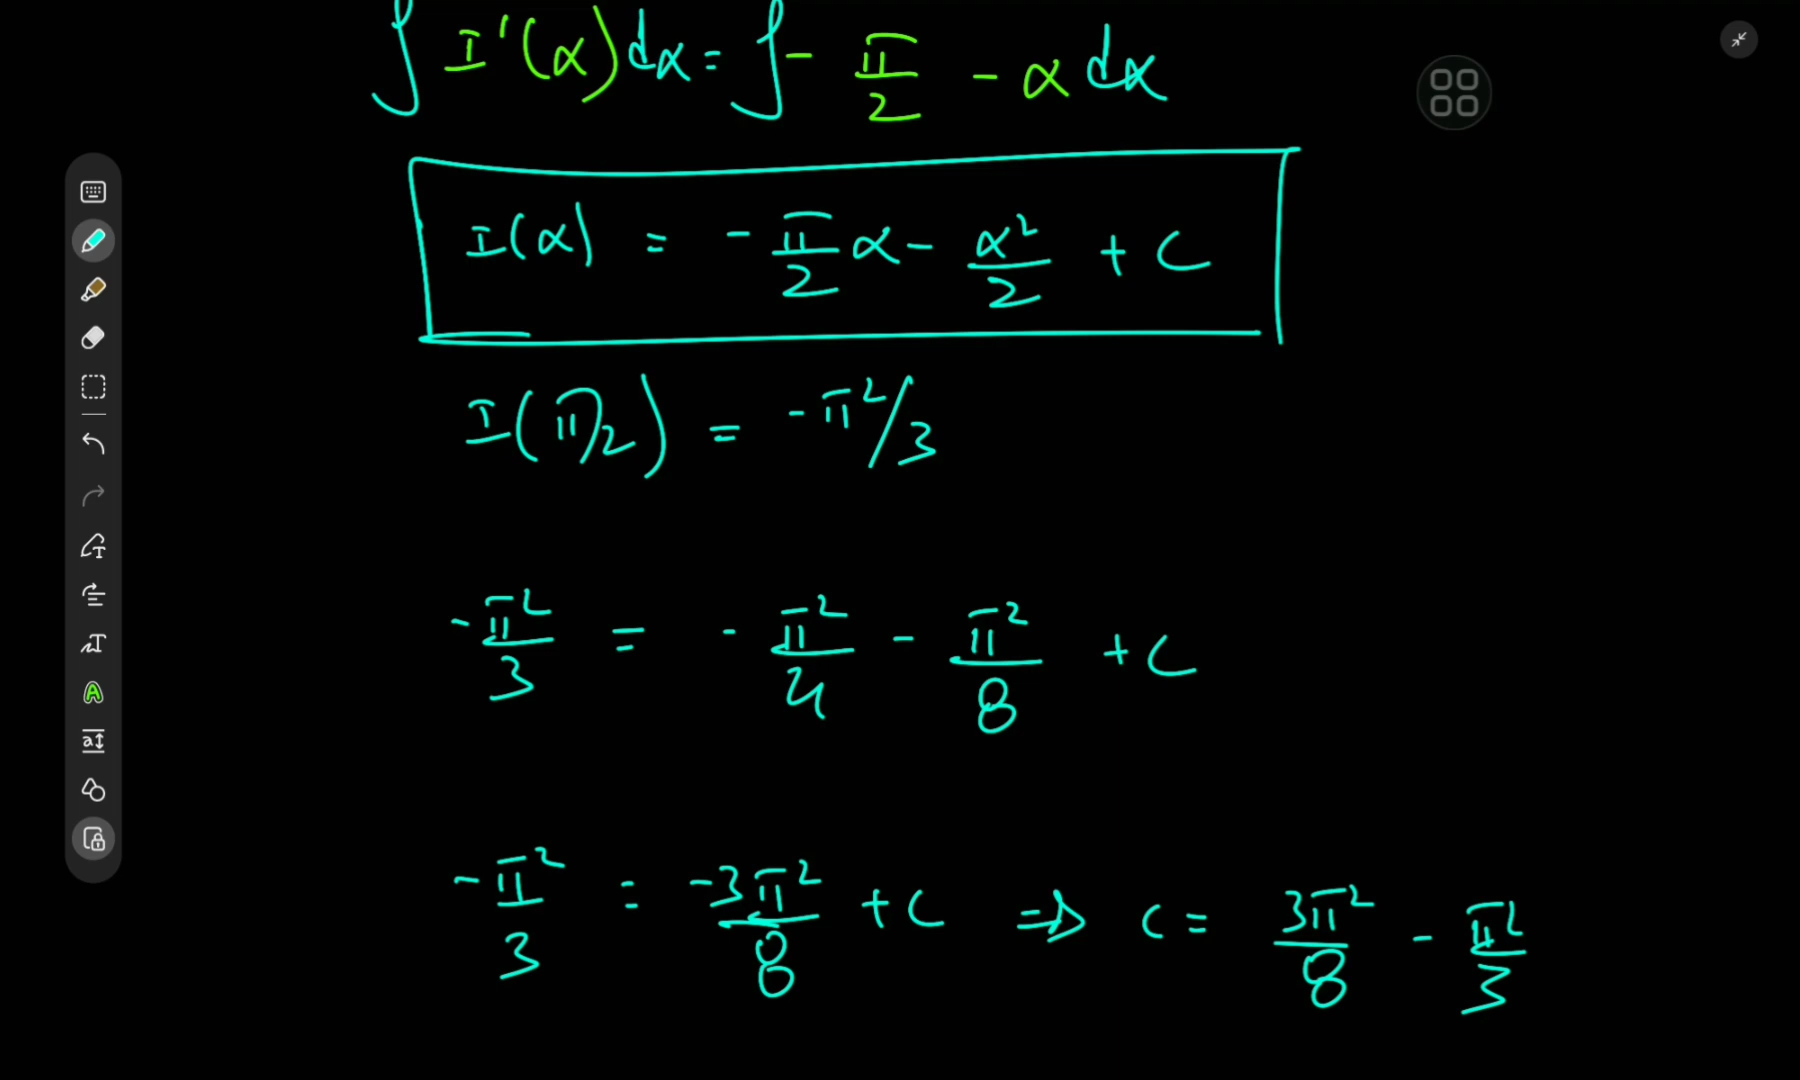 ∫ I'(α)dα = ∫ - π/2 - α dα
I(α) = - π/2 α - α²/2 + C
I(π/2) = -π²/3
-π²/3 = - π²/4 - π²/8 + C
-π²/3 = -3π²/8 + C ⇒ C = 3π²/8 - π²/3